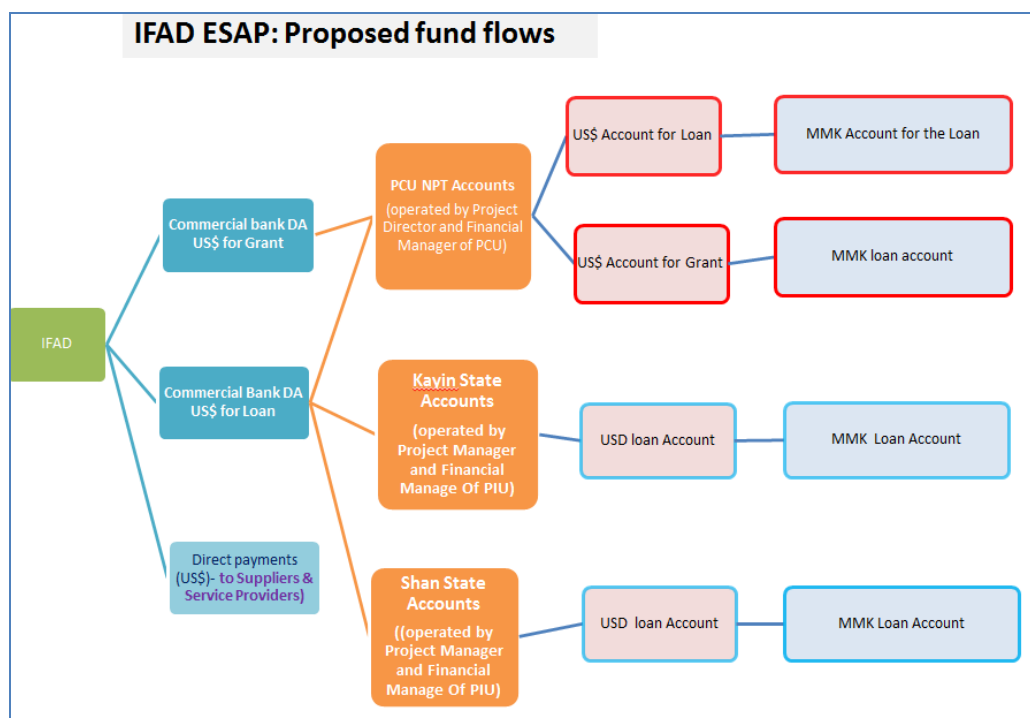 IFAD ESAP: Proposed fund flows
IFAD
Commercial bank DA
US$ for Grant
Commercial Bank DA
US$ for Loan
Direct payments
(US$)- to Suppliers &
Service Providers)
PCU NPT Accounts
(operated by Project
Director and Financial
Manager of PCU)
Kayin State
Accounts
(operated by
Project Manager
and Financial
Manage Of PIU)
Shan State
Accounts
((operated by
Project Manager
and Financial
Manage Of PIU)
US$ Account for Loan
MMK Account for the Loan
US$ Account for Grant
MMK loan account
USD loan Account
MMK Loan Account
USD loan Account
MMK Loan Account